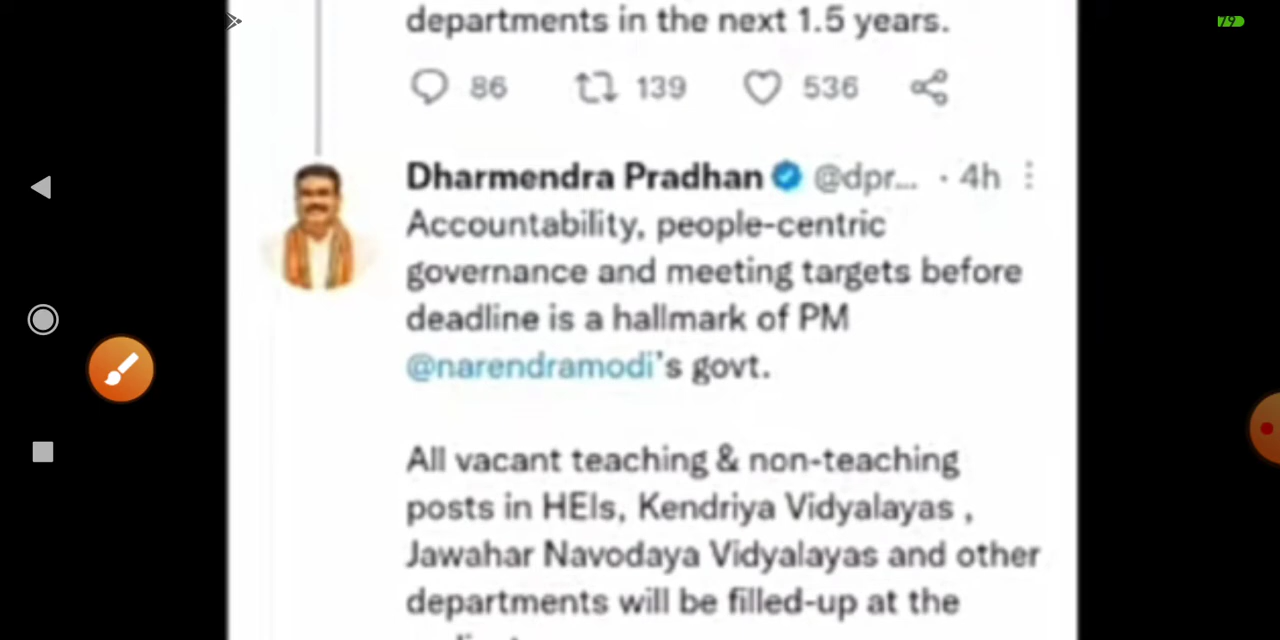 departments in the next 1.5 years.
86 139 536
Dharmendra Pradhan @dpr... · 4h
Accountability, people-centric
governance and meeting targets before
deadline is a hallmark of PM
@narendramodi's govt.
All vacant teaching & non-teaching
posts in HEIs, Kendriya Vidyalayas ,
Jawahar Navodaya Vidyalayas and other
departments will be filled-up at the
79